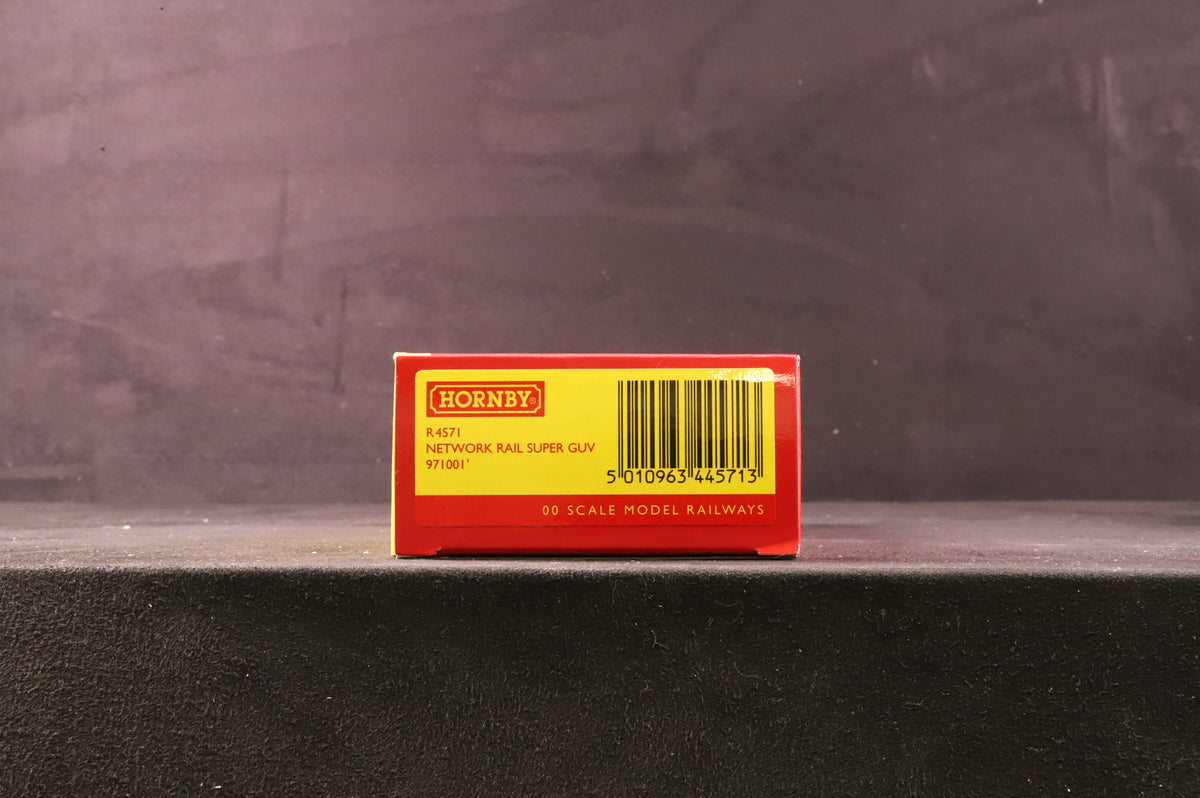 HORNBY®
R4571
NETWORK RAIL SUPER GUV
971001'
5 010963 445713
00 SCALE MODEL RAILWAYS